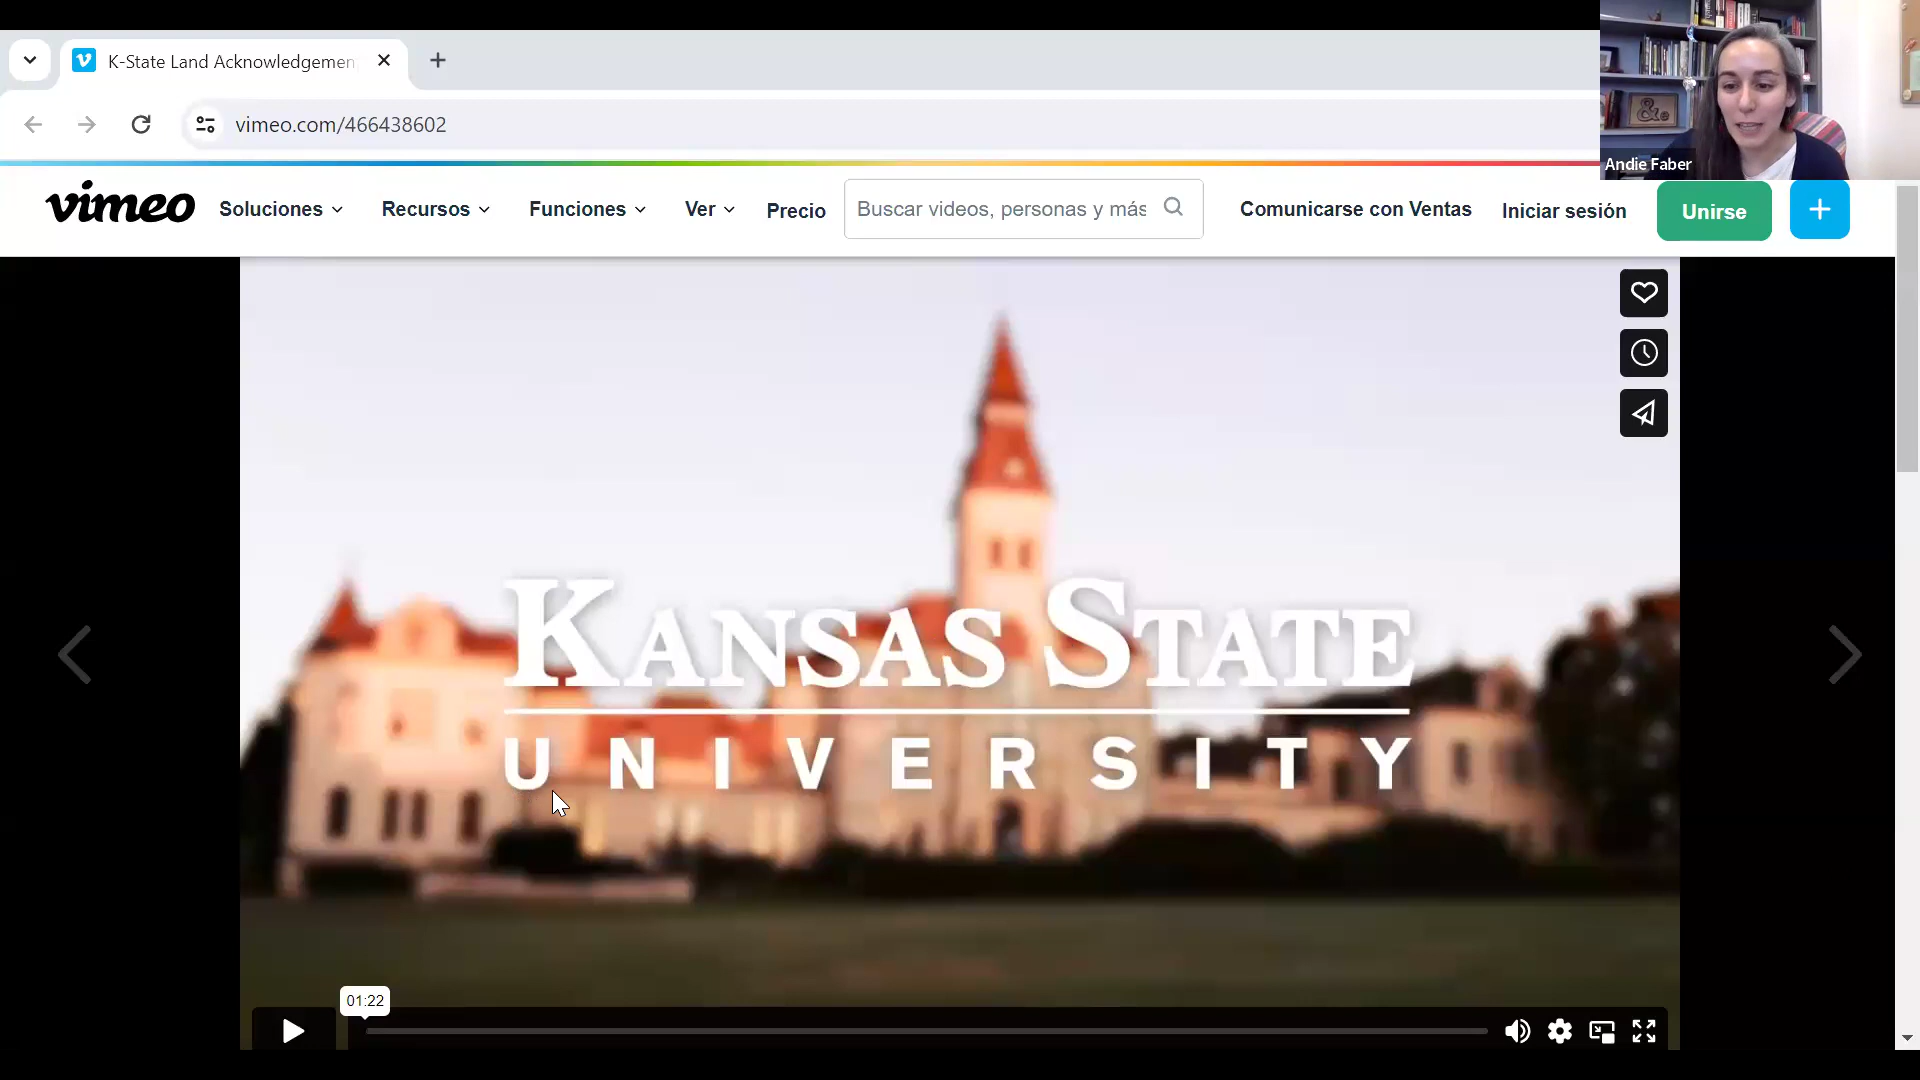 K-State Land Acknowledgemen
vimeo.com/466438602
Andie Faber
vimeo
Soluciones
Recursos
Funciones
Ver
Precio
Buscar videos, personas y más
Comunicarse con Ventas
Iniciar sesión
Unirse
KANSAS STATE
UNIVERSITY
01:22